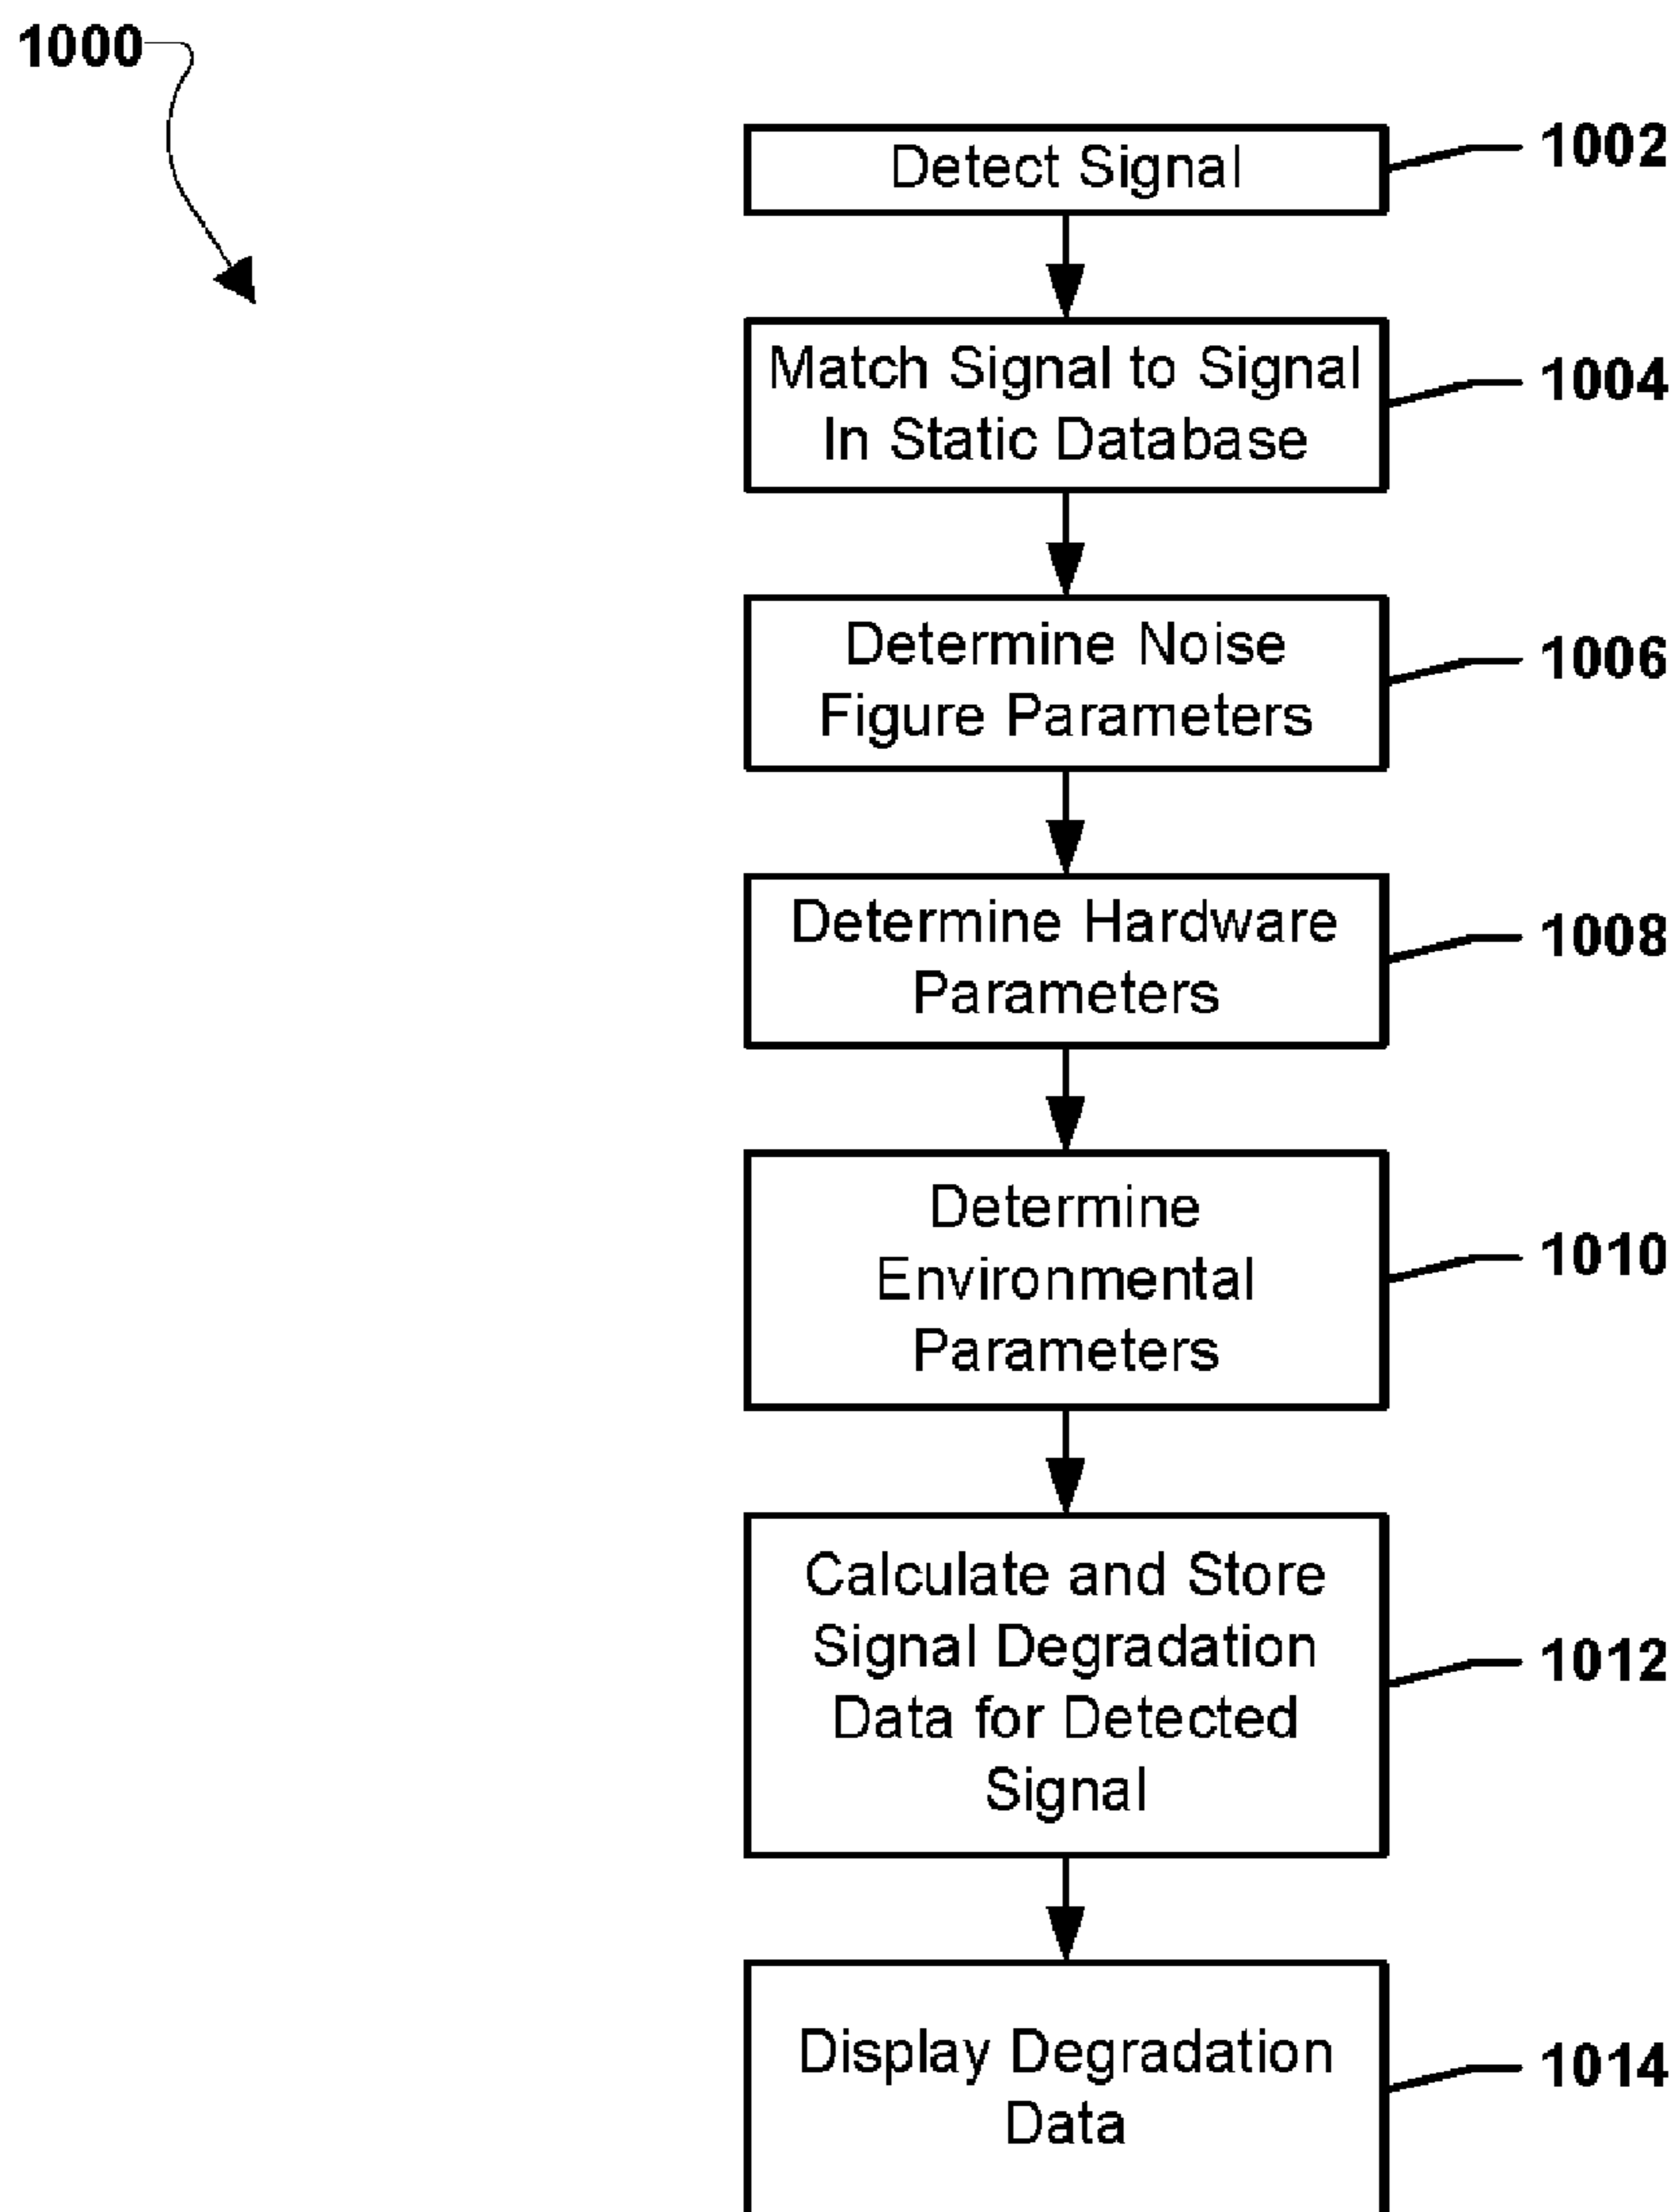 1000
Detect Signal
1002
Match Signal to Signal
In Static Database
1004
Determine Noise
Figure Parameters
1006
Determine Hardware
Parameters
1008
Determine
Environmental
Parameters
1010
Calculate and Store
Signal Degradation
Data for Detected
Signal
1012
Display Degradation
Data
1014